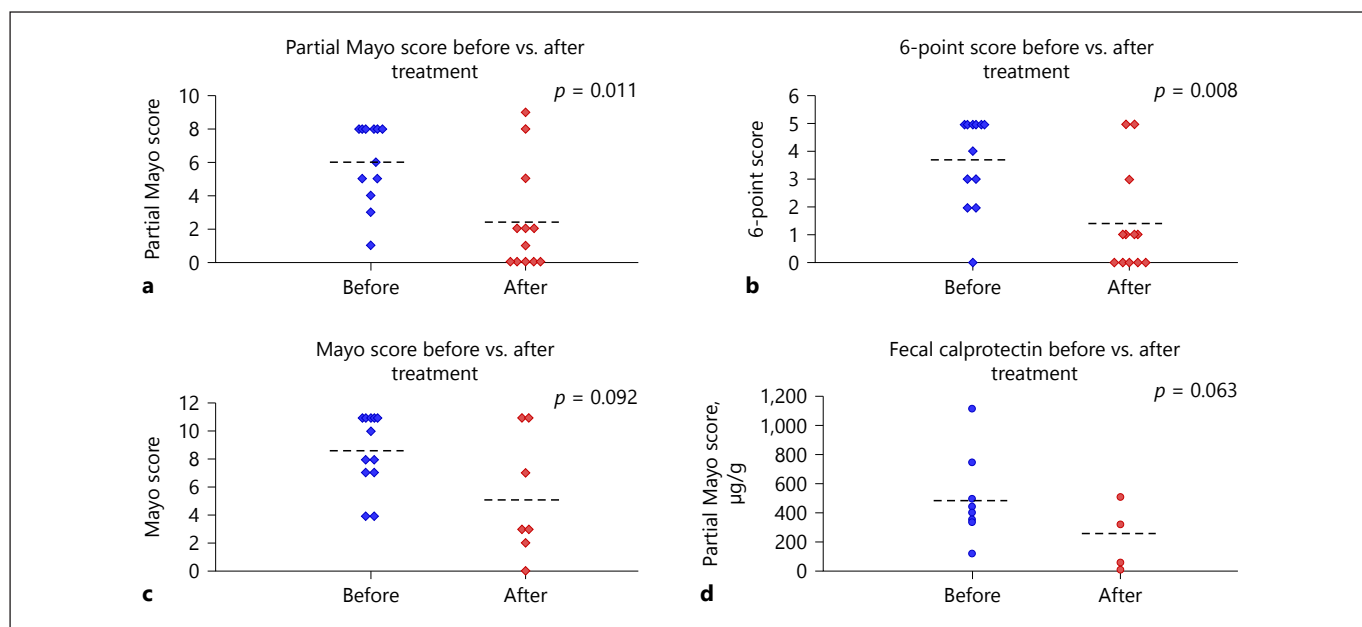 Partial Mayo score before vs. after
treatment
p = 0.011
Partial Mayo score
10
8
6
4
2
0
Before
After
a
6-point score before vs. after
treatment
p = 0.008
6-point score
6
5
4
3
2
1
0
Before
After
b
Mayo score before vs. after
treatment
p = 0.092
Mayo score
12
10
8
6
4
2
0
Before
After
c
Fecal calprotectin before vs. after
treatment
p = 0.063
Partial Mayo score,
µg/g
1,200
1,000
800
600
400
200
0
Before
After
d